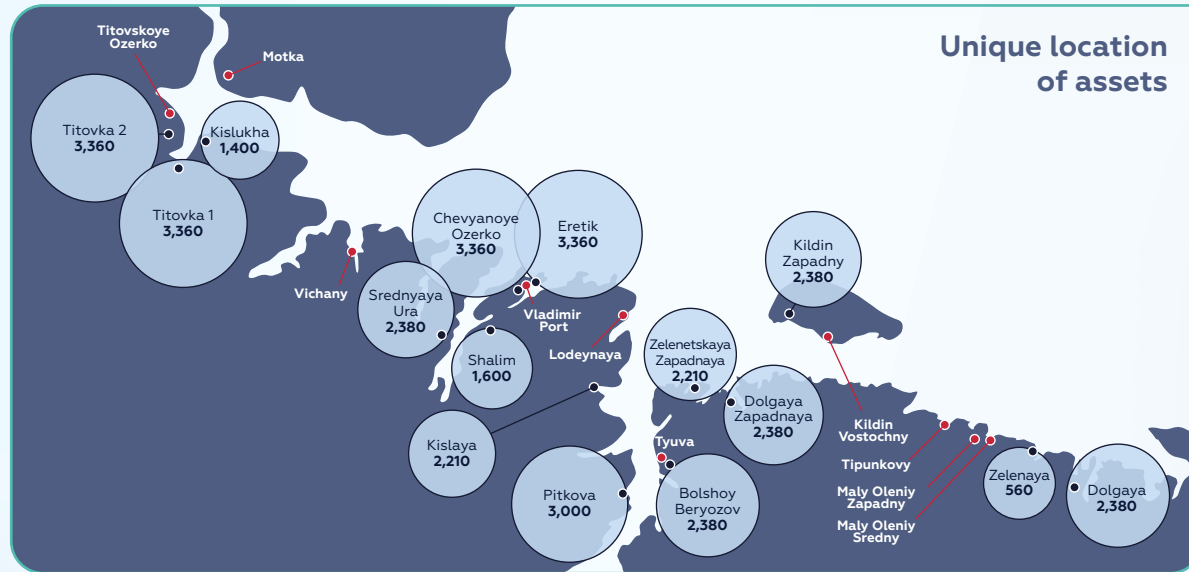 Unique location
of assets
Titovskoye
Ozerko
Motka
Titovka 2
3,360
Kislukha
1,400
Titovka 1
3,360
Vichany
Chevyanoye
Ozerko
3,360
Eretik
3,360
Srednyaya
Ura
2,380
Vladimir
Port
Shalim
1,600
Lodeynaya
Kislaya
2,210
Pitkova
3,000
Zelenetskaya
Zapadnaya
2,210
Dolgaya
Zapadnaya
2,380
Tyuva
Bolshoy
Beryozov
2,380
Kildin
Zapadny
2,380
Kildin
Vostochny
Tipunkovy
Maly Oleniy
Zapadny
Maly Oleniy
Sredny
Zelenaya
560
Dolgaya
2,380